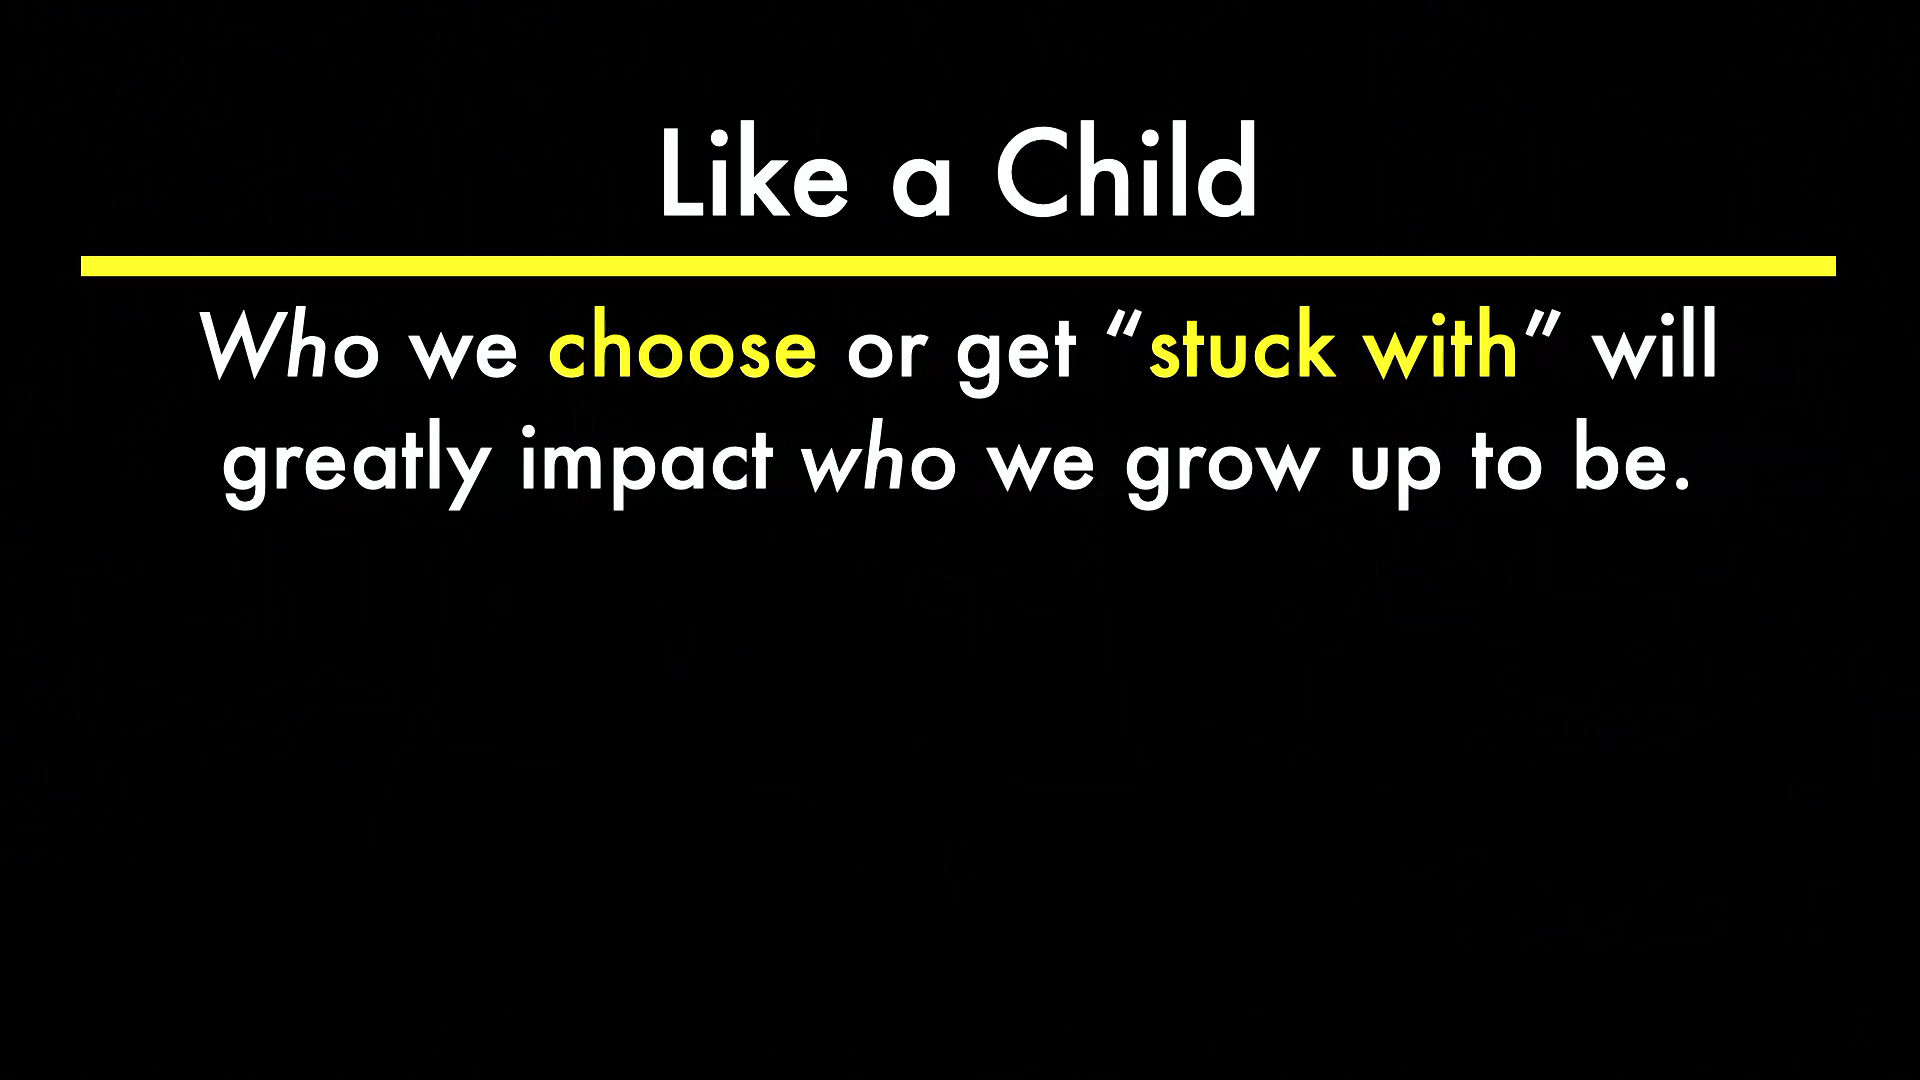 Like a Child
Who we choose or get “stuck with” will
greatly impact who we grow up to be.